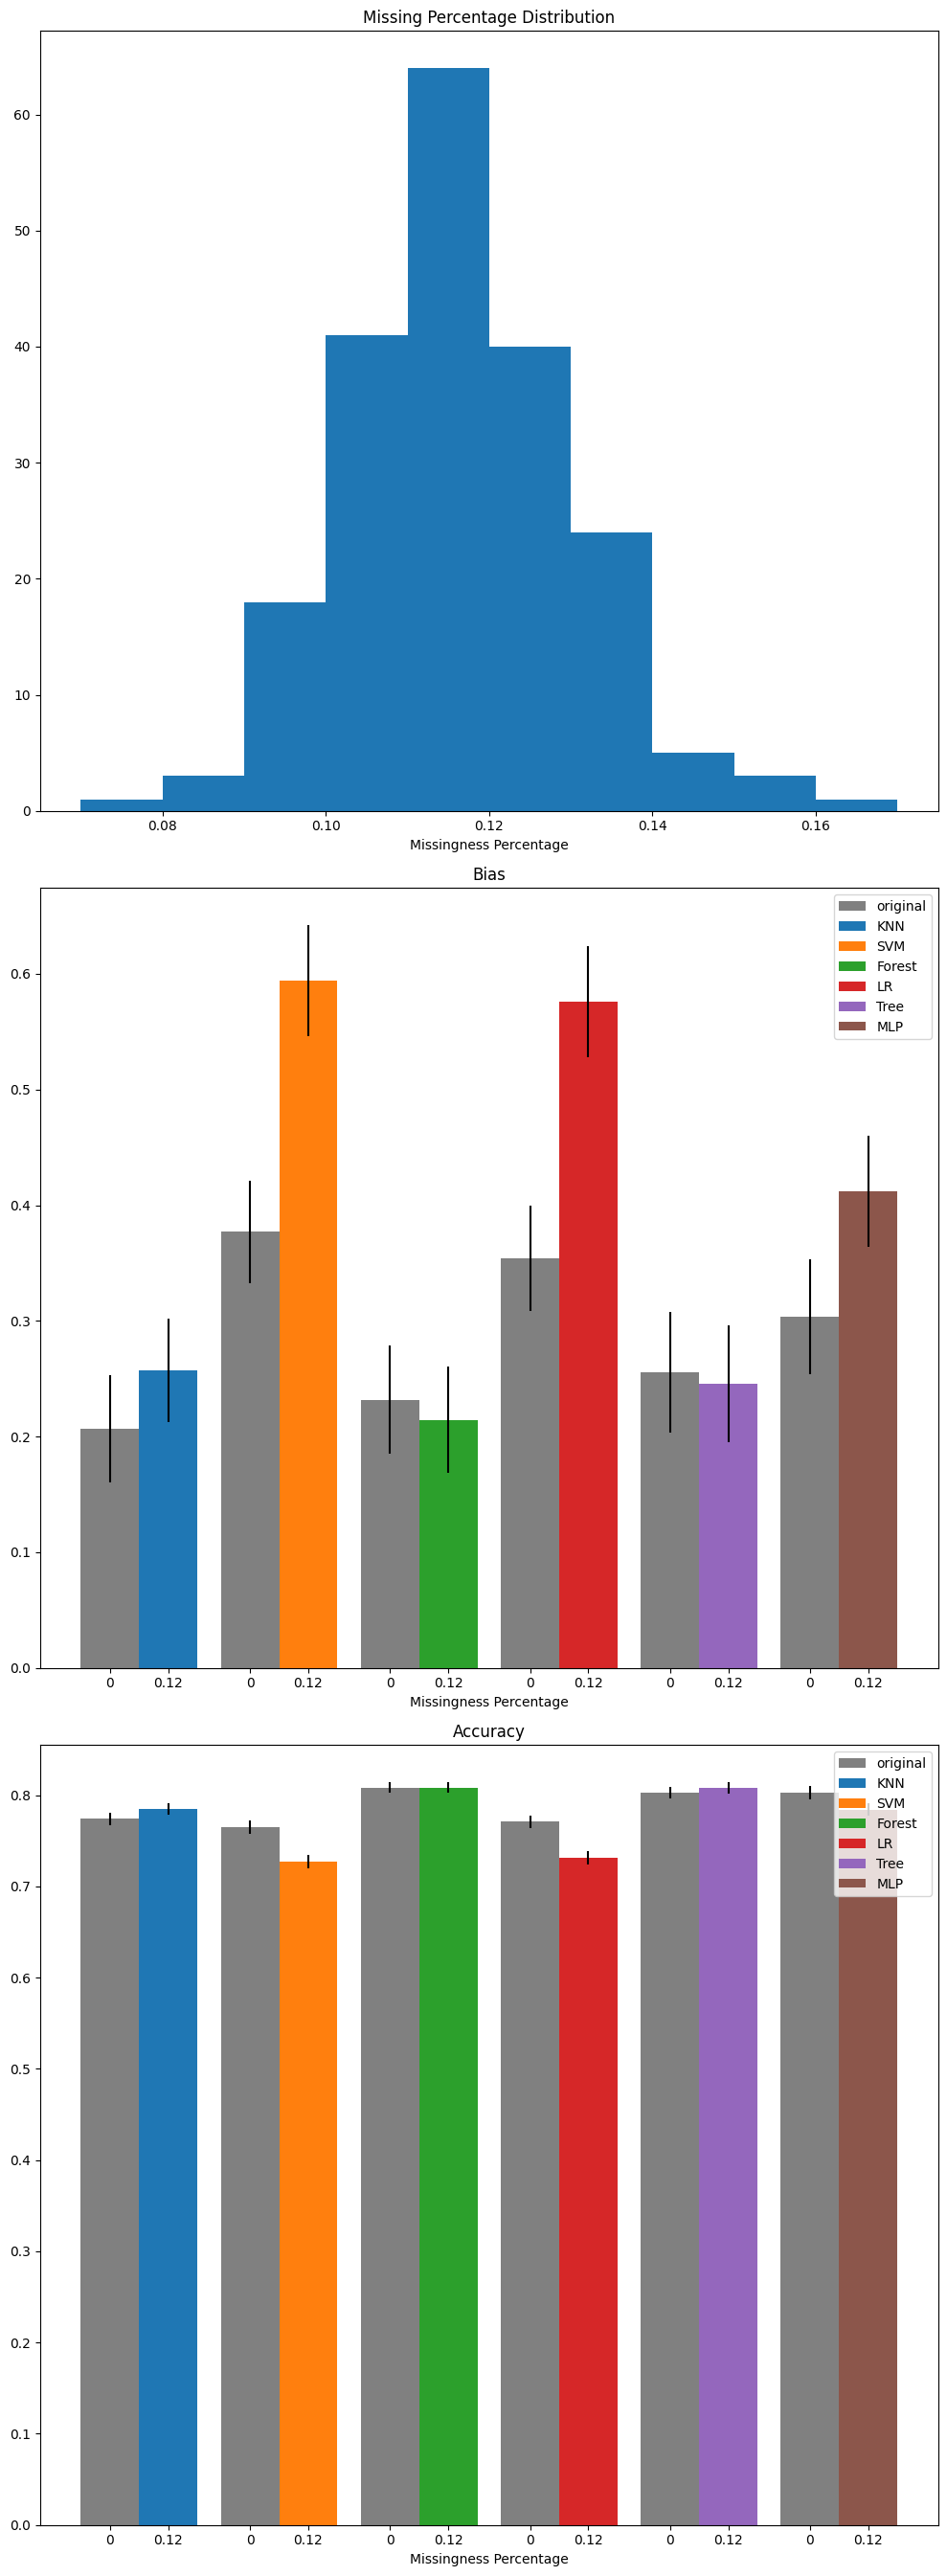 Missing Percentage Distribution
60
50
40
30
20
10
0
0.08 0.10 0.12 0.14 0.16
Missingness Percentage
Bias
original
KNN
SVM
Forest
LR
Tree
MLP
0.6
0.5
0.4
0.3
0.2
0.1
0.0
0 0.12 0 0.12 0 0.12 0 0.12 0 0.12 0 0.12
Missingness Percentage
Accuracy
original
KNN
SVM
Forest
LR
Tree
MLP
0.8
0.7
0.6
0.5
0.4
0.3
0.2
0.1
0.0
0 0.12 0 0.12 0 0.12 0 0.12 0 0.12 0 0.12
Missingness Percentage